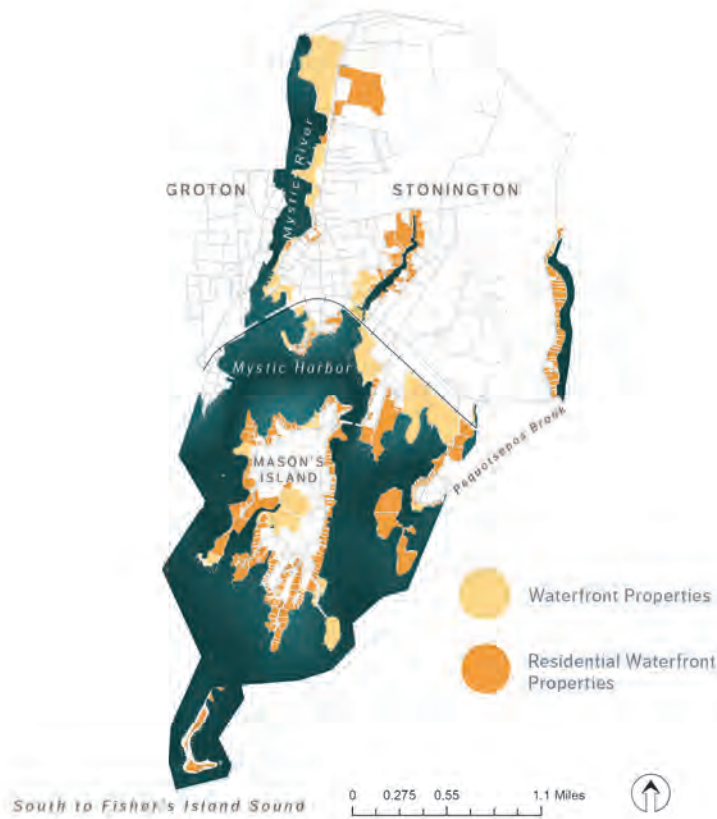 GROTON
Mystic River
STONINGTON
Mystic Harbor
MASON'S
ISLAND
Pequotsepos Brook
Waterfront Properties
Residential Waterfront
Properties
South to Fisher's Island Sound
0 0.275 0.55 1.1 Miles